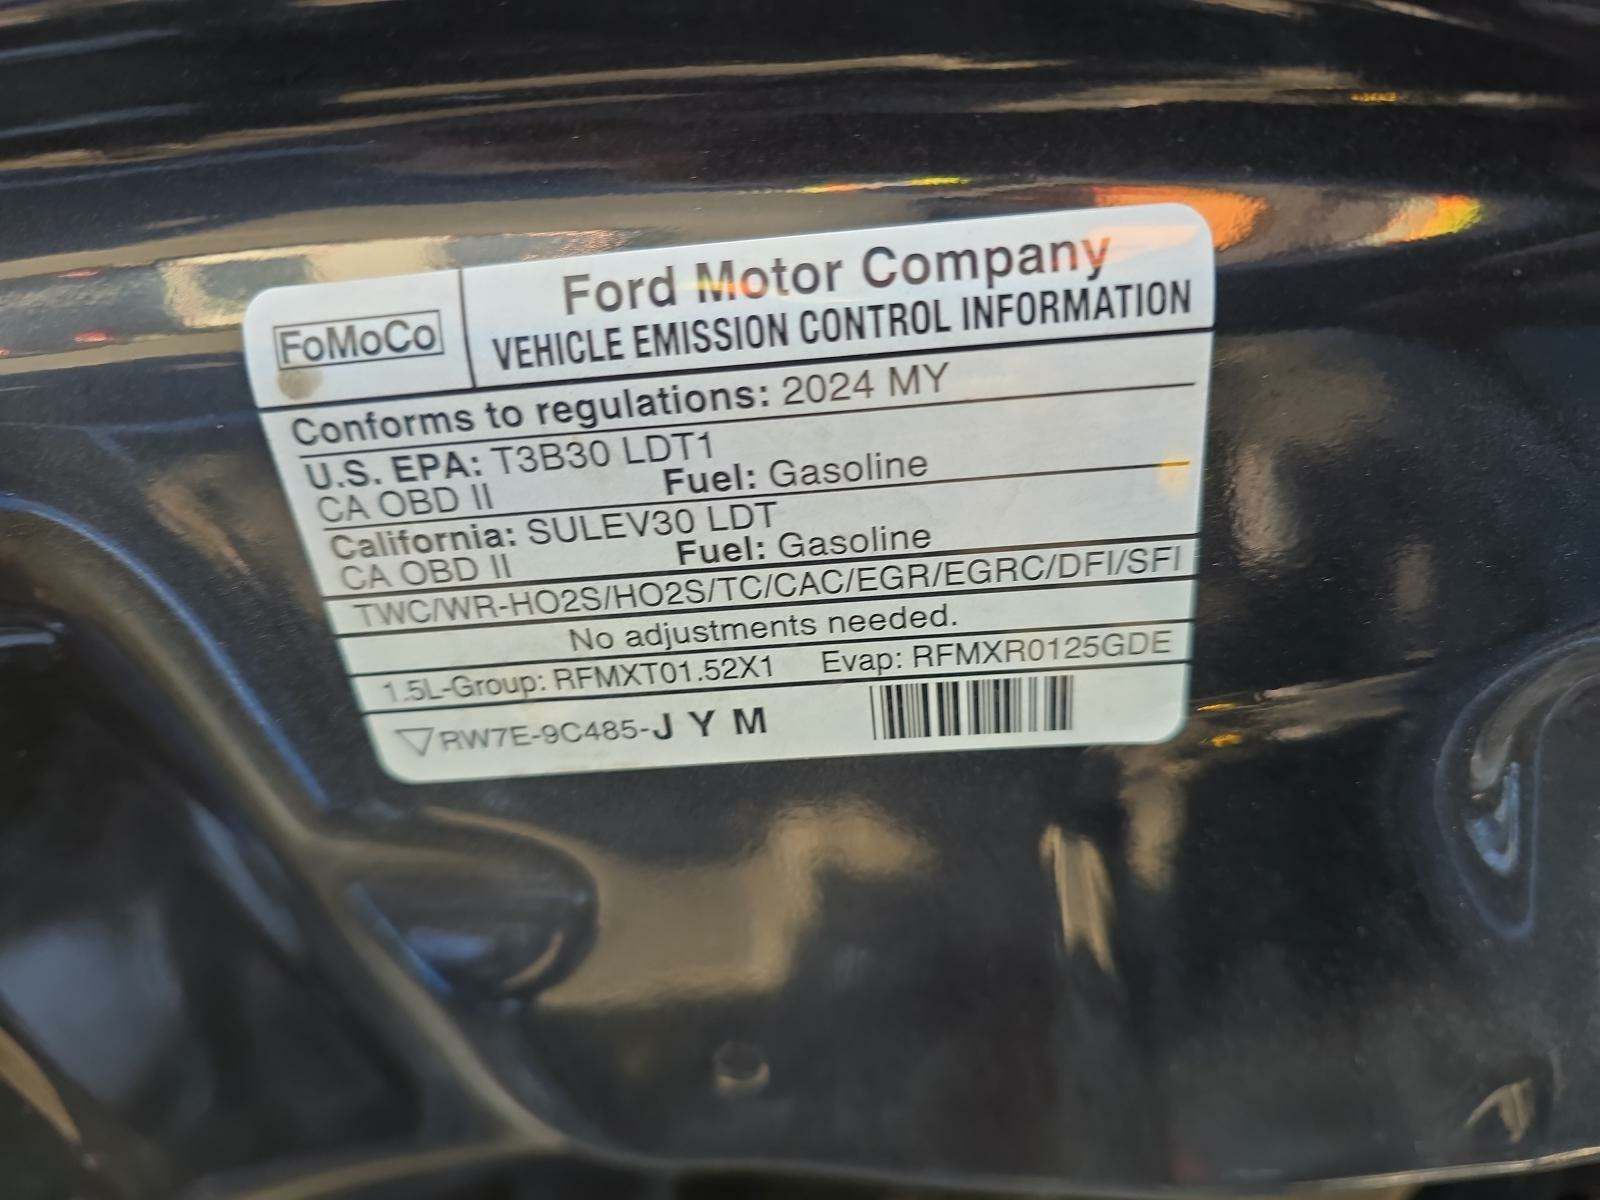 FoMoCo
Ford Motor Company
VEHICLE EMISSION CONTROL INFORMATION
Conforms to regulations: 2024 MY
U.S. EPA: T3B30 LDT1
CA OBD II Fuel: Gasoline
California: SULEV30 LDT
CA OBD II Fuel: Gasoline
TWC/WR-HO2S/HO2S/TC/CAC/EGR/EGRC/DFI/SFI
No adjustments needed.
1.5L-Group: RFMXT01.52X1 Evap: RFMXR0125GDE
RW7E-9C485-J Y M